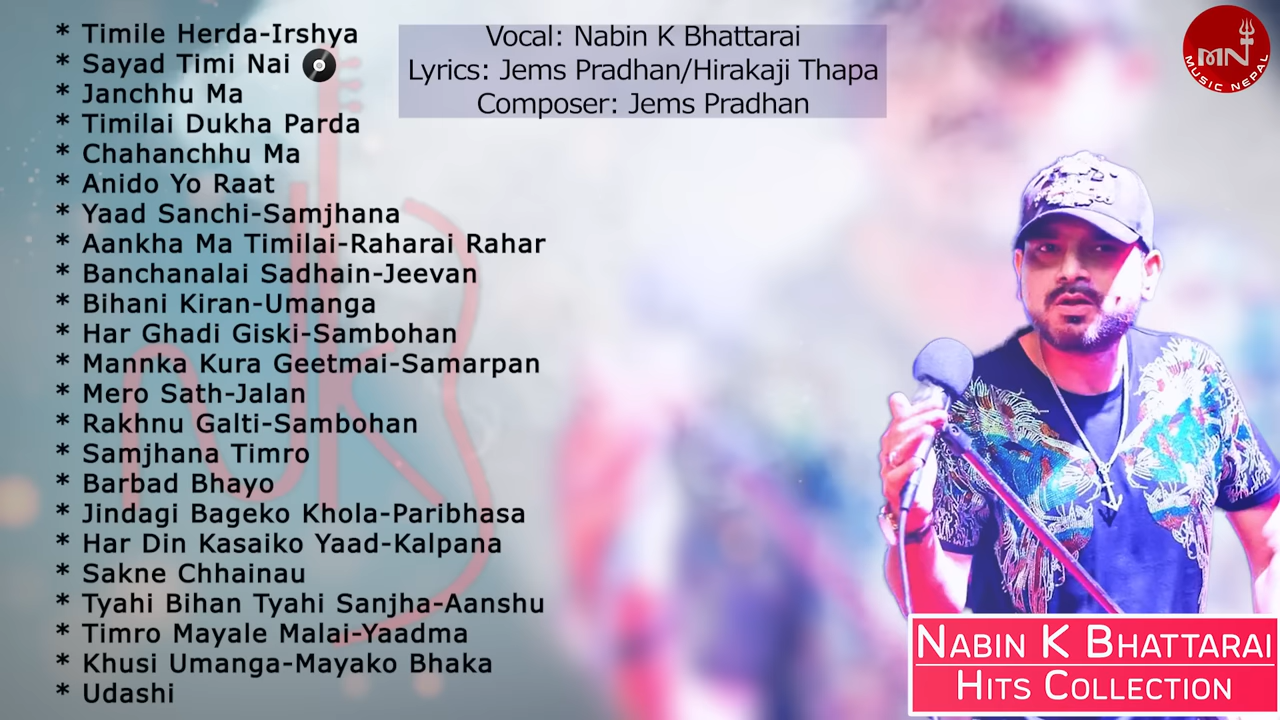 * Timile Herda-Irshya
* Sayad Timi Nai
* Janchhu Ma
* Timilai Dukha Parda
* Chahanchhu Ma
* Anido Yo Raat
* Yaad Sanchi-Samjhana
* Aankha Ma Timilai-Raharai Rahar
* Banchanalai Sadhain-Jeevan
* Bihani Kiran-Umanga
* Har Ghadi Giski-Sambohan
* Mannka Kura Geetmai-Samarpan
* Mero Sath-Jalan
* Rakhnu Galti-Sambohan
* Samjhana Timro
* Barbad Bhayo
* Jindagi Bageko Khola-Paribhasa
* Har Din Kasaiko Yaad-Kalpana
* Sakne Chhainau
* Tyahi Bihan Tyahi Sanjha-Aanshu
* Timro Mayale Malai-Yaadma
* Khusi Umanga-Mayako Bhaka
* Udashi
Vocal: Nabin K Bhattarai
Lyrics: Jems Pradhan/Hirakaji Thapa
Composer: Jems Pradhan
MN
MUSIC NEPAL
NABIN K BHATTARAI
HITS COLLECTION